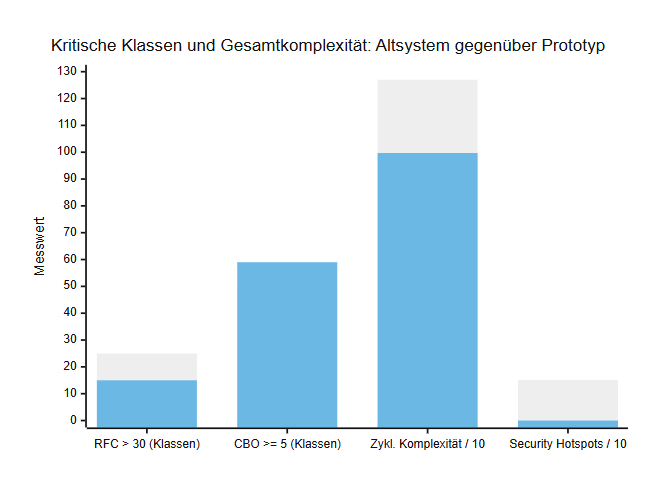 Kritische Klassen und Gesamtkomplexität: Altsystem gegenüber Prototyp
Messwert
130
120
110
100
90
80
70
60
50
40
30
20
10
0
RFC > 30 (Klassen)
CBO >= 5 (Klassen)
Zykl. Komplexität / 10
Security Hotspots / 10